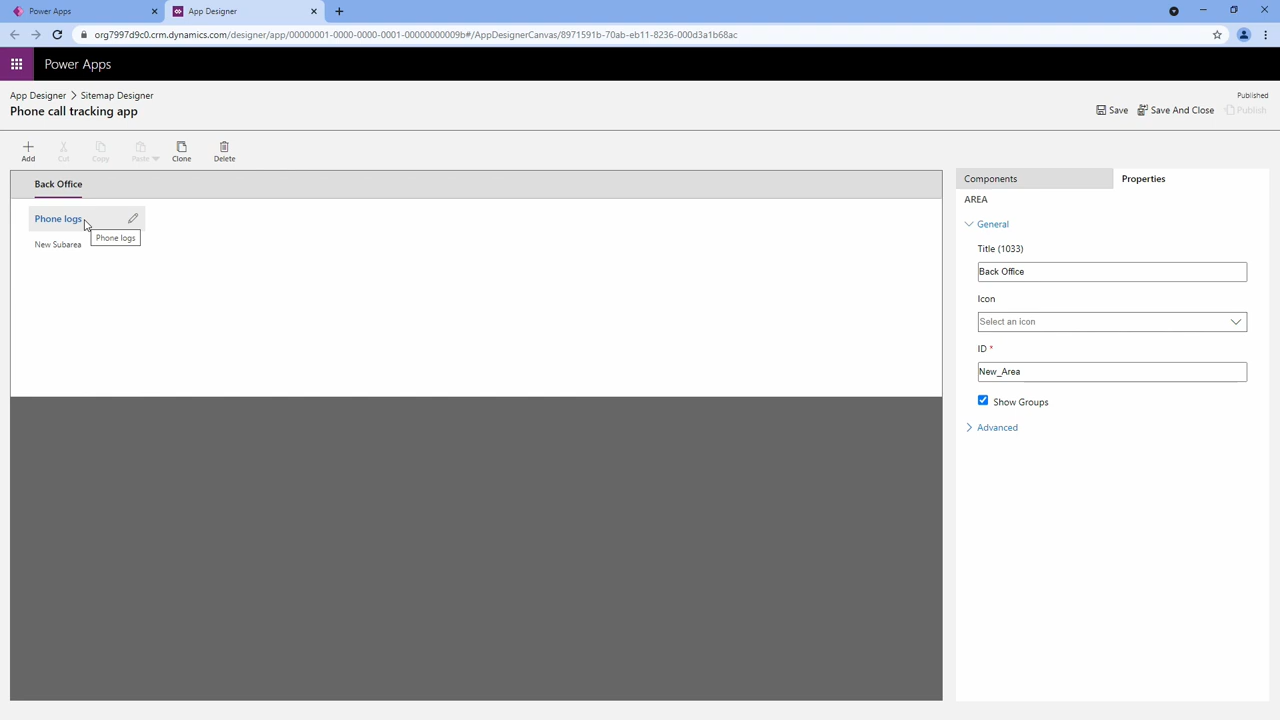 Power Apps
App Designer
org7997d9c0.crm.dynamics.com/designer/app/00000001-0000-0000-0001-00000000009b#/AppDesignerCanvas/8971591b-70ab-eb11-8236-000d3a1b68ac
Power Apps
App Designer > Sitemap Designer
Published
Phone call tracking app
Save
Save And Close
Publish
Add
Cut
Copy
Paste
Clone
Delete
Back Office
Phone logs
Phone logs
New Subarea
Components
Properties
AREA
General
Title (1033)
Back Office
Icon
Select an icon
ID *
New_Area
Show Groups
Advanced